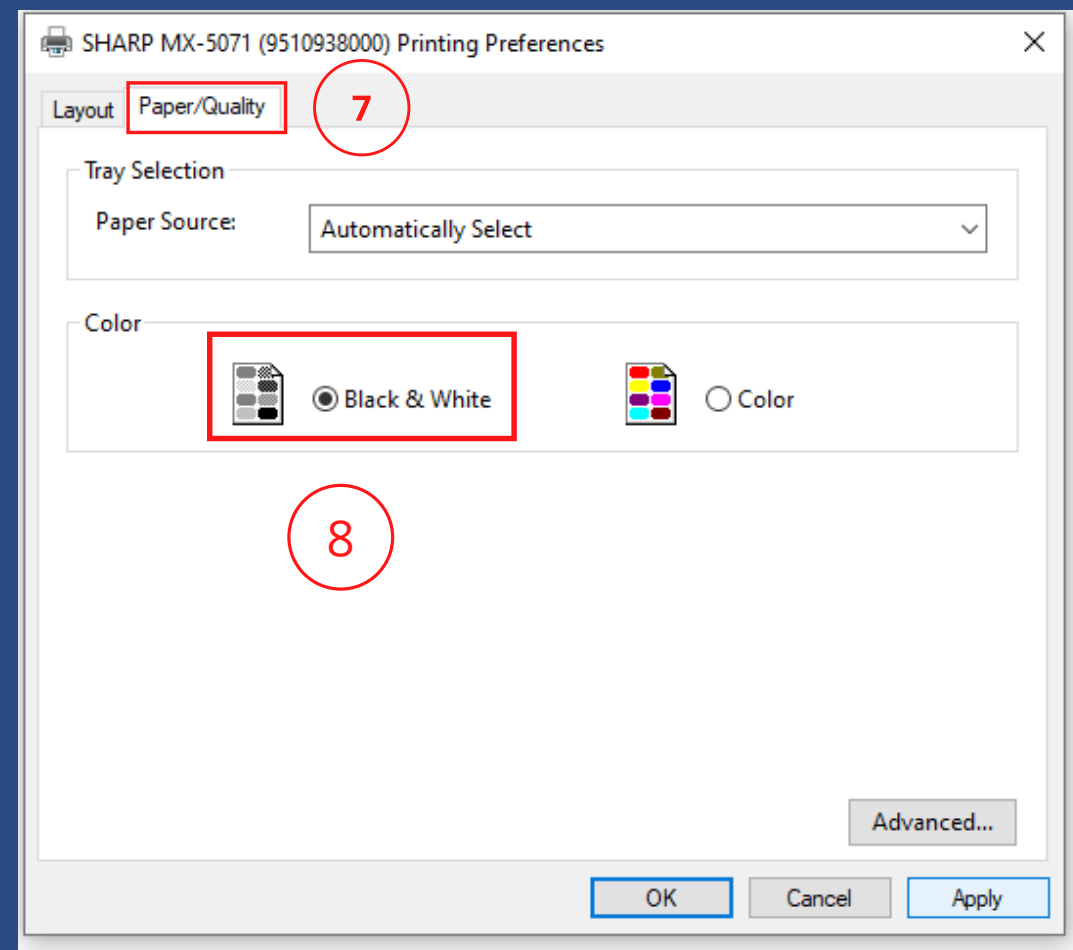 SHARP MX-5071 (9510938000) Printing Preferences
Layout
Paper/Quality
7
Tray Selection
Paper Source:
Automatically Select
Color
Black & White
Color
8
Advanced...
OK
Cancel
Apply